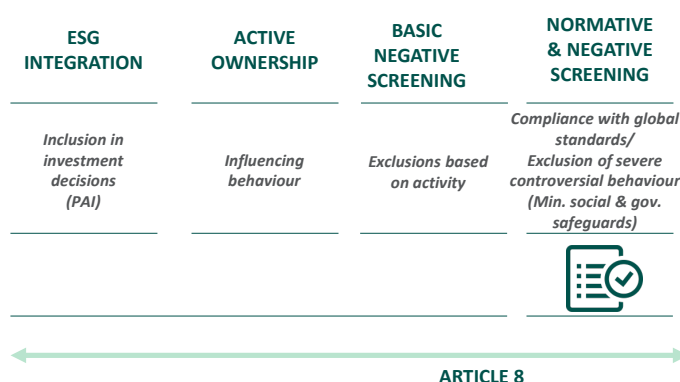 ESG
INTEGRATION
ACTIVE
OWNERSHIP
BASIC
NEGATIVE
SCREENING
NORMATIVE
& NEGATIVE
SCREENING
Inclusion in
investment
decisions
(PAI)
Influencing
behaviour
Exclusions based
on activity
Compliance with global
standards/
Exclusion of severe
controversial behaviour
(Min. social & gov.
safeguards)
ARTICLE 8